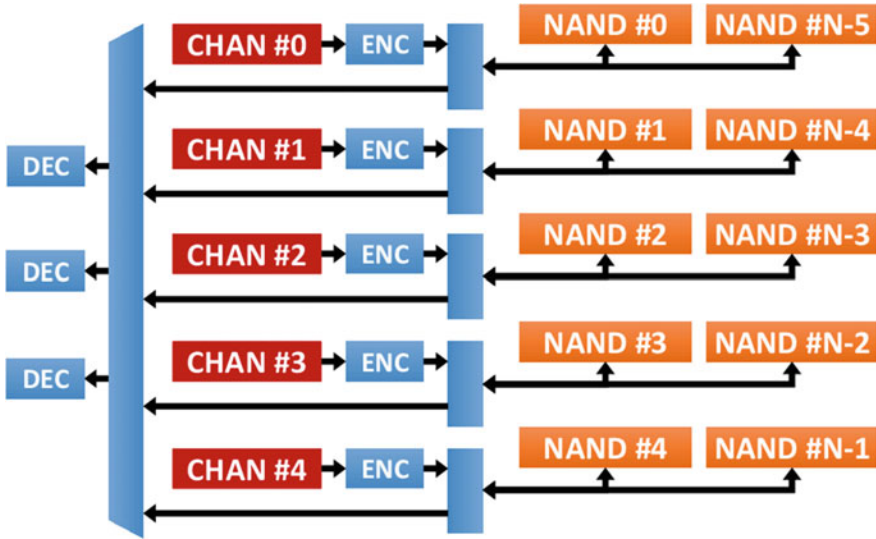 CHAN #0 ENC NAND #0 NAND #N-5
CHAN #1 ENC NAND #1 NAND #N-4
DEC
CHAN #2 ENC NAND #2 NAND #N-3
DEC
CHAN #3 ENC NAND #3 NAND #N-2
DEC
CHAN #4 ENC NAND #4 NAND #N-1